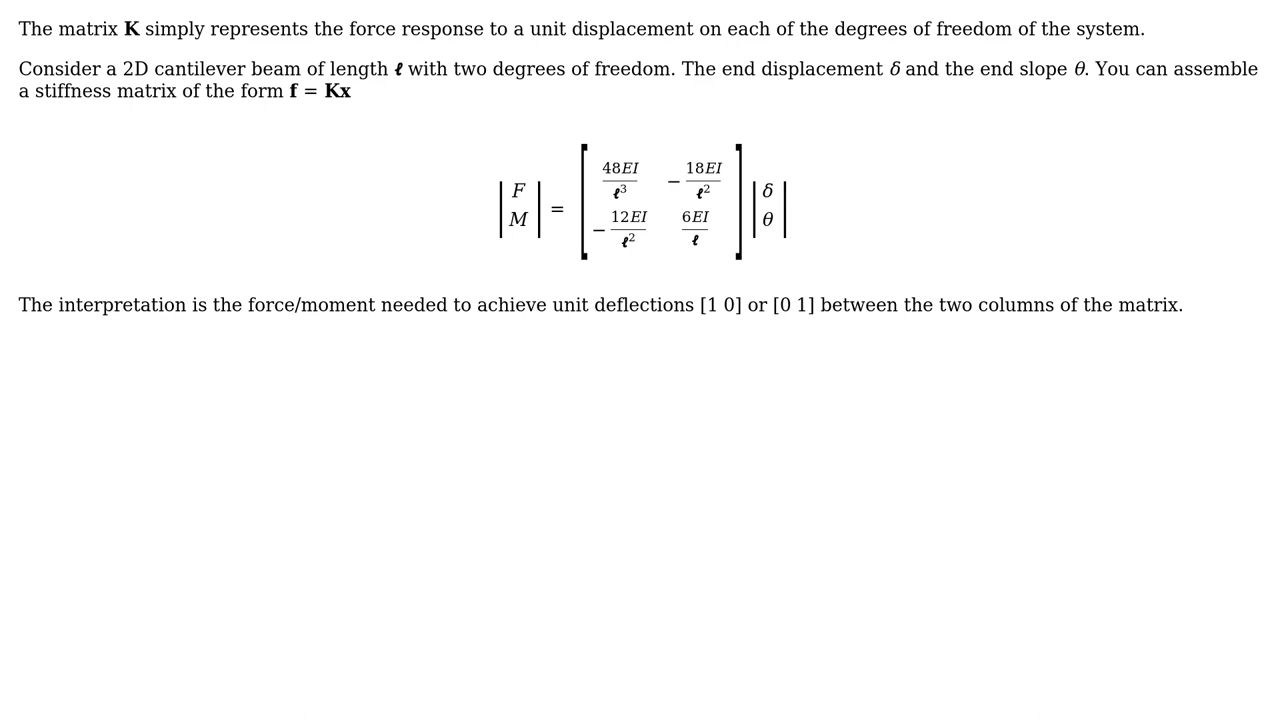 The matrix K simply represents the force response to a unit displacement on each of the degrees of freedom of the system.
Consider a 2D cantilever beam of length ℓ with two degrees of freedom. The end displacement δ and the end slope θ. You can assemble
a stiffness matrix of the form f = Kx
| F | = [ 48EI/ℓ³ − 18EI/ℓ² ] | δ |
| M | [ − 12EI/ℓ² 6EI/ℓ ] | θ |
The interpretation is the force/moment needed to achieve unit deflections [1 0] or [0 1] between the two columns of the matrix.